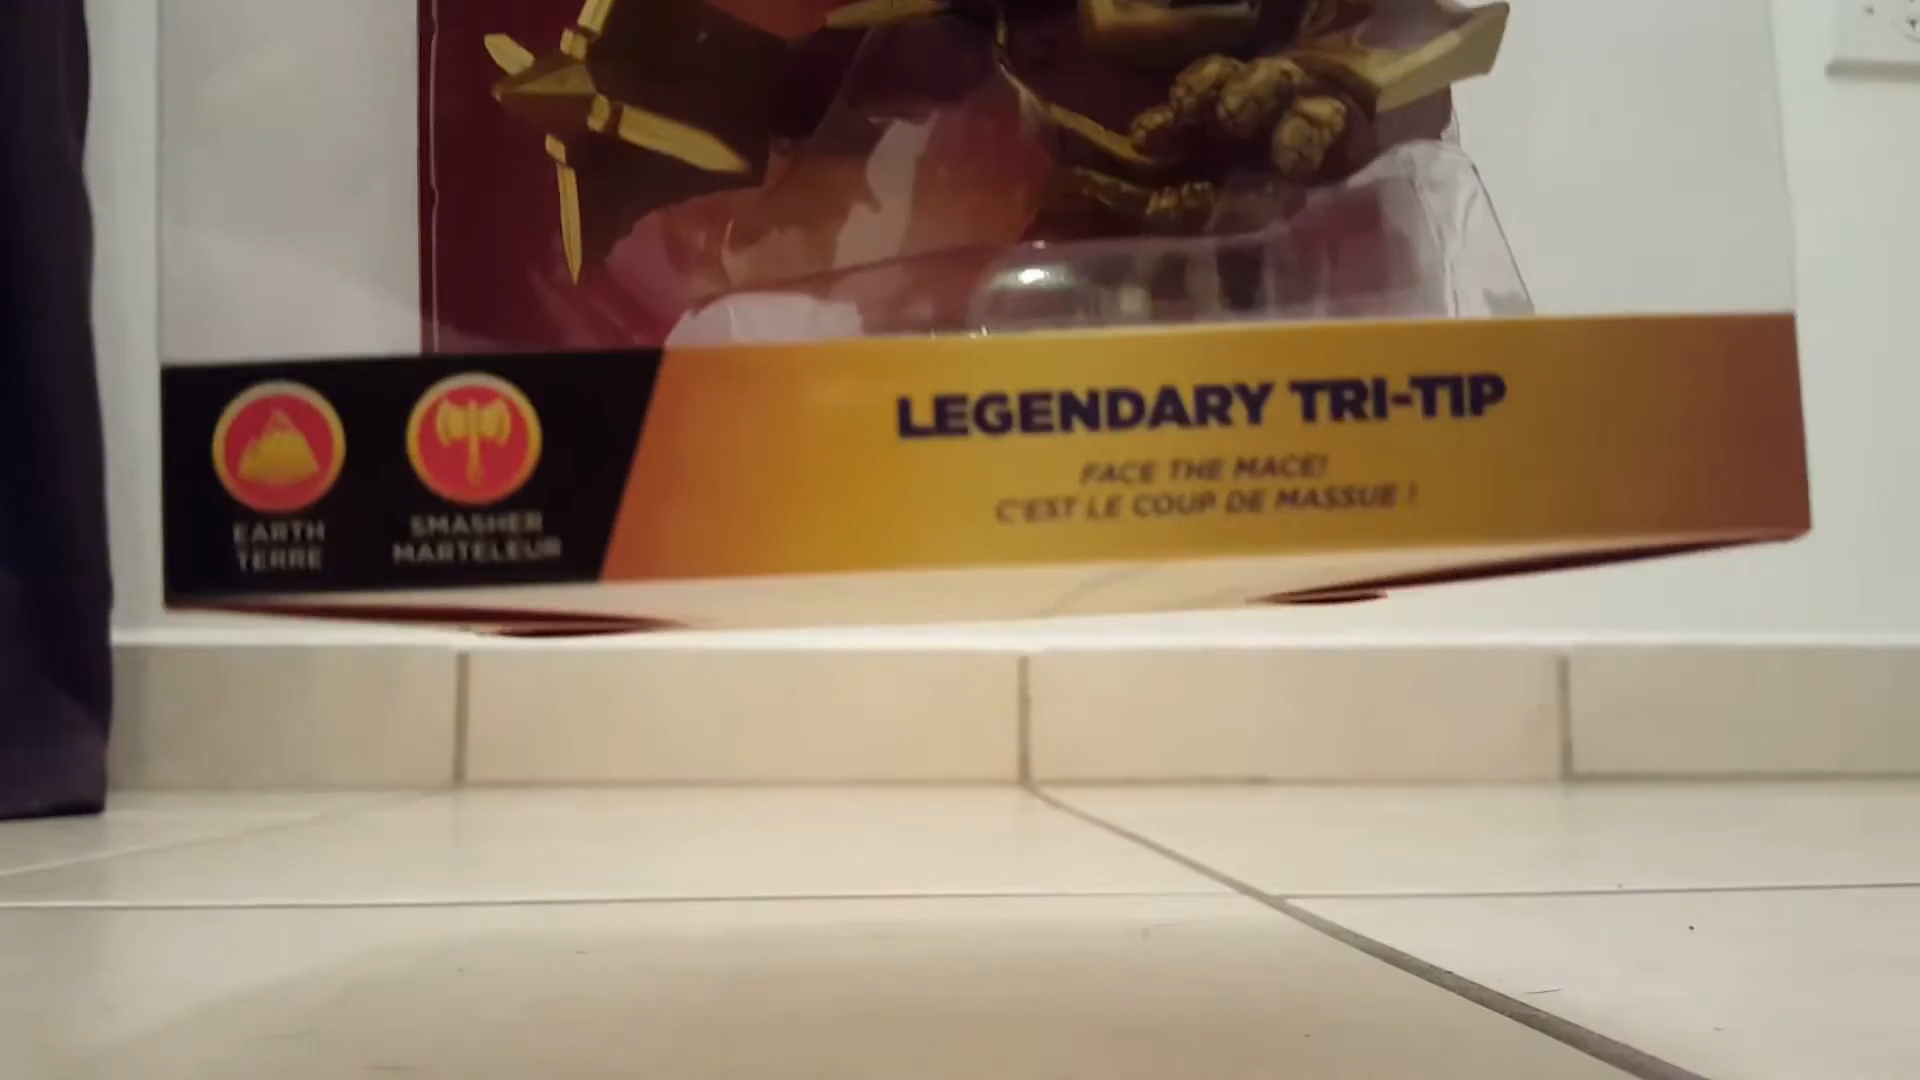 EARTH
TERRE
SMASHER
MARTELEUR
LEGENDARY TRI-TIP
FACE THE MACE!
C'EST LE COUP DE MASSUE !